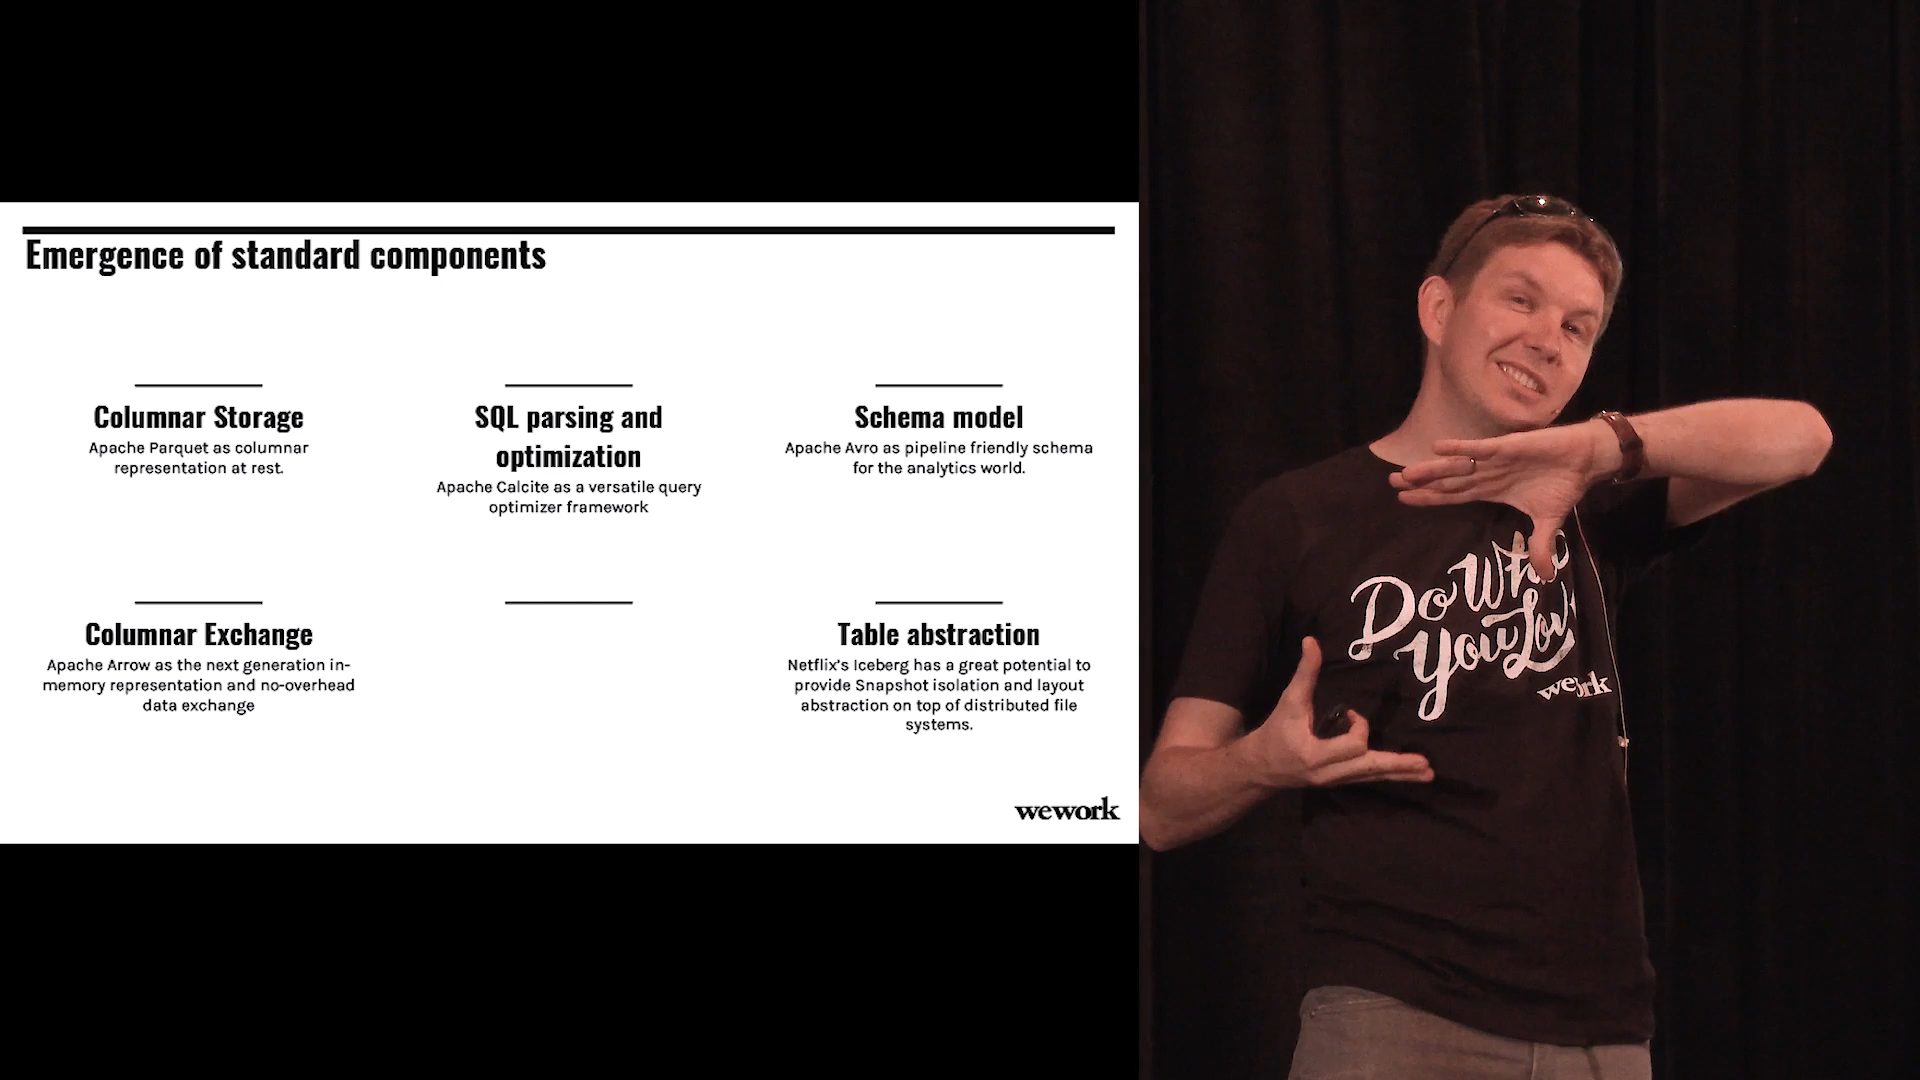 Emergence of standard components
Columnar Storage
Apache Parquet as columnar
representation at rest.
SQL parsing and
optimization
Apache Calcite as a versatile query
optimizer framework
Schema model
Apache Avro as pipeline friendly schema
for the analytics world.
Columnar Exchange
Apache Arrow as the next generation in-
memory representation and no-overhead
data exchange
Table abstraction
Netflix's Iceberg has a great potential to
provide Snapshot isolation and layout
abstraction on top of distributed file
systems.
wework
Do What
You Love
wework